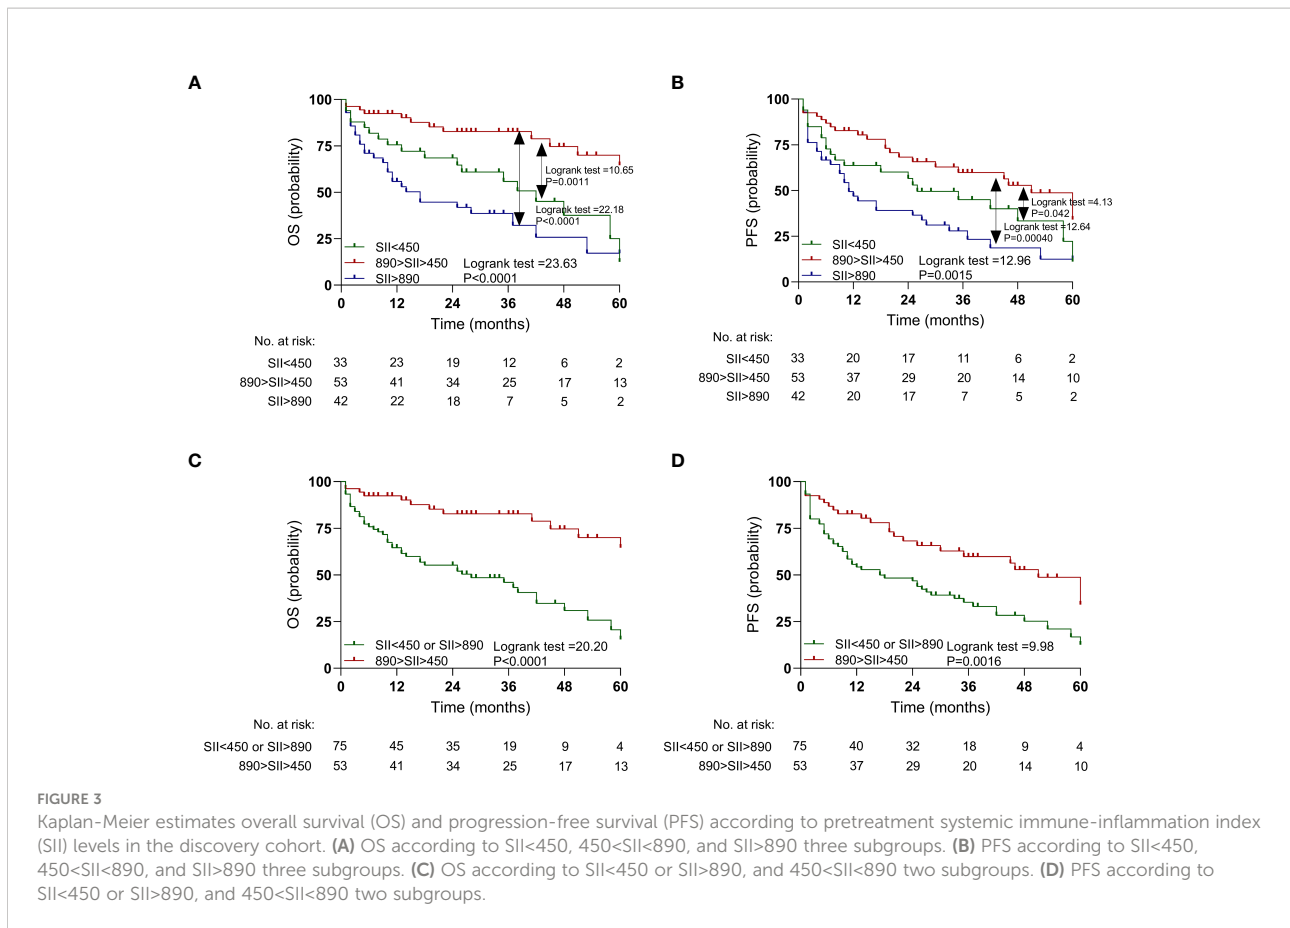 A
OS (probability)
100
75
50
25
0
Logrank test =10.65
P=0.0011
Logrank test =22.18
P<0.0001
SII<450
890>SII>450
SII>890
Logrank test =23.63
P<0.0001
0 12 24 36 48 60
Time (months)
No. at risk:
SII<450 33 23 19 12 6 2
890>SII>450 53 41 34 25 17 13
SII>890 42 22 18 7 5 2
B
PFS (probability)
100
75
50
25
0
Logrank test =4.13
P=0.042
Logrank test =12.64
P=0.00040
SII<450
890>SII>450
SII>890
Logrank test =12.96
P=0.0015
0 12 24 36 48 60
Time (months)
No. at risk:
SII<450 33 20 17 11 6 2
890>SII>450 53 37 29 20 14 10
SII>890 42 20 17 7 5 2
C
OS (probability)
100
75
50
25
0
SII<450 or SII>890
890>SII>450
Logrank test =20.20
P<0.0001
0 12 24 36 48 60
Time (months)
No. at risk:
SII<450 or SII>890 75 45 35 19 9 4
890>SII>450 53 41 34 25 17 13
D
PFS (probability)
100
75
50
25
0
SII<450 or SII>890
890>SII>450
Logrank test =9.98
P=0.0016
0 12 24 36 48 60
Time (months)
No. at risk:
SII<450 or SII>890 75 40 32 18 9 4
890>SII>450 53 37 29 20 14 10
FIGURE 3
Kaplan-Meier estimates overall survival (OS) and progression-free survival (PFS) according to pretreatment systemic immune-inflammation index
(SII) levels in the discovery cohort. (A) OS according to SII<450, 450<SII<890, and SII>890 three subgroups. (B) PFS according to SII<450,
450<SII<890, and SII>890 three subgroups. (C) OS according to SII<450 or SII>890, and 450<SII<890 two subgroups. (D) PFS according to
SII<450 or SII>890, and 450<SII<890 two subgroups.